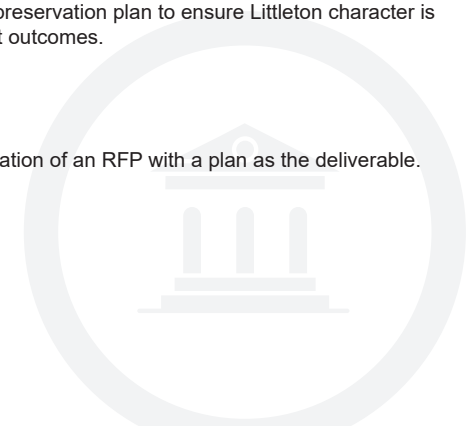 preservation plan to ensure Littleton character is
t outcomes.
ation of an RFP with a plan as the deliverable.